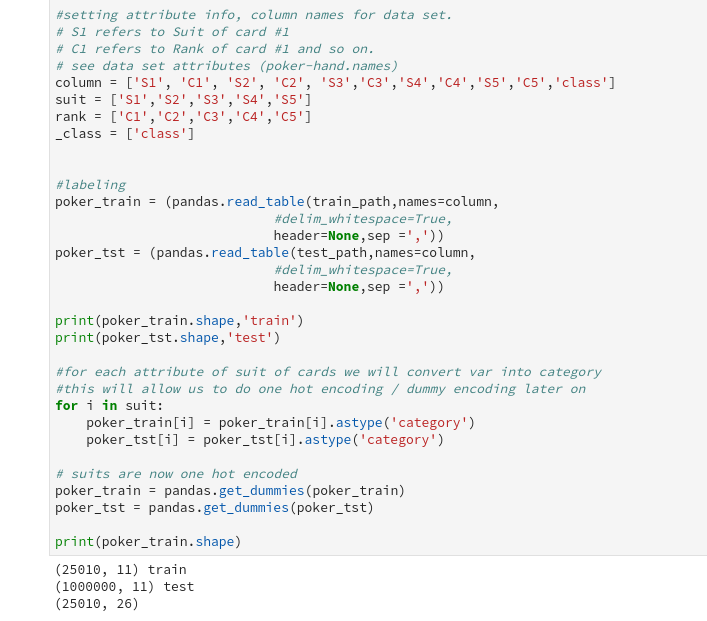 #setting attribute info, column names for data set.
# S1 refers to Suit of card #1
# C1 refers to Rank of card #1 and so on.
# see data set attributes (poker-hand.names)
column = ['S1', 'C1', 'S2', 'C2', 'S3','C3','S4','C4','S5','C5','class']
suit = ['S1','S2','S3','S4','S5']
rank = ['C1','C2','C3','C4','C5']
_class = ['class']
#labeling
poker_train = (pandas.read_table(train_path,names=column,
#delim_whitespace=True,
header=None,sep =','))
poker_tst = (pandas.read_table(test_path,names=column,
#delim_whitespace=True,
header=None,sep =','))
print(poker_train.shape,'train')
print(poker_tst.shape,'test')
#for each attribute of suit of cards we will convert var into category
#this will allow us to do one hot encoding / dummy encoding later on
for i in suit:
    poker_train[i] = poker_train[i].astype('category')
    poker_tst[i] = poker_tst[i].astype('category')
# suits are now one hot encoded
poker_train = pandas.get_dummies(poker_train)
poker_tst = pandas.get_dummies(poker_tst)
print(poker_train.shape)
(25010, 11) train
(1000000, 11) test
(25010, 26)